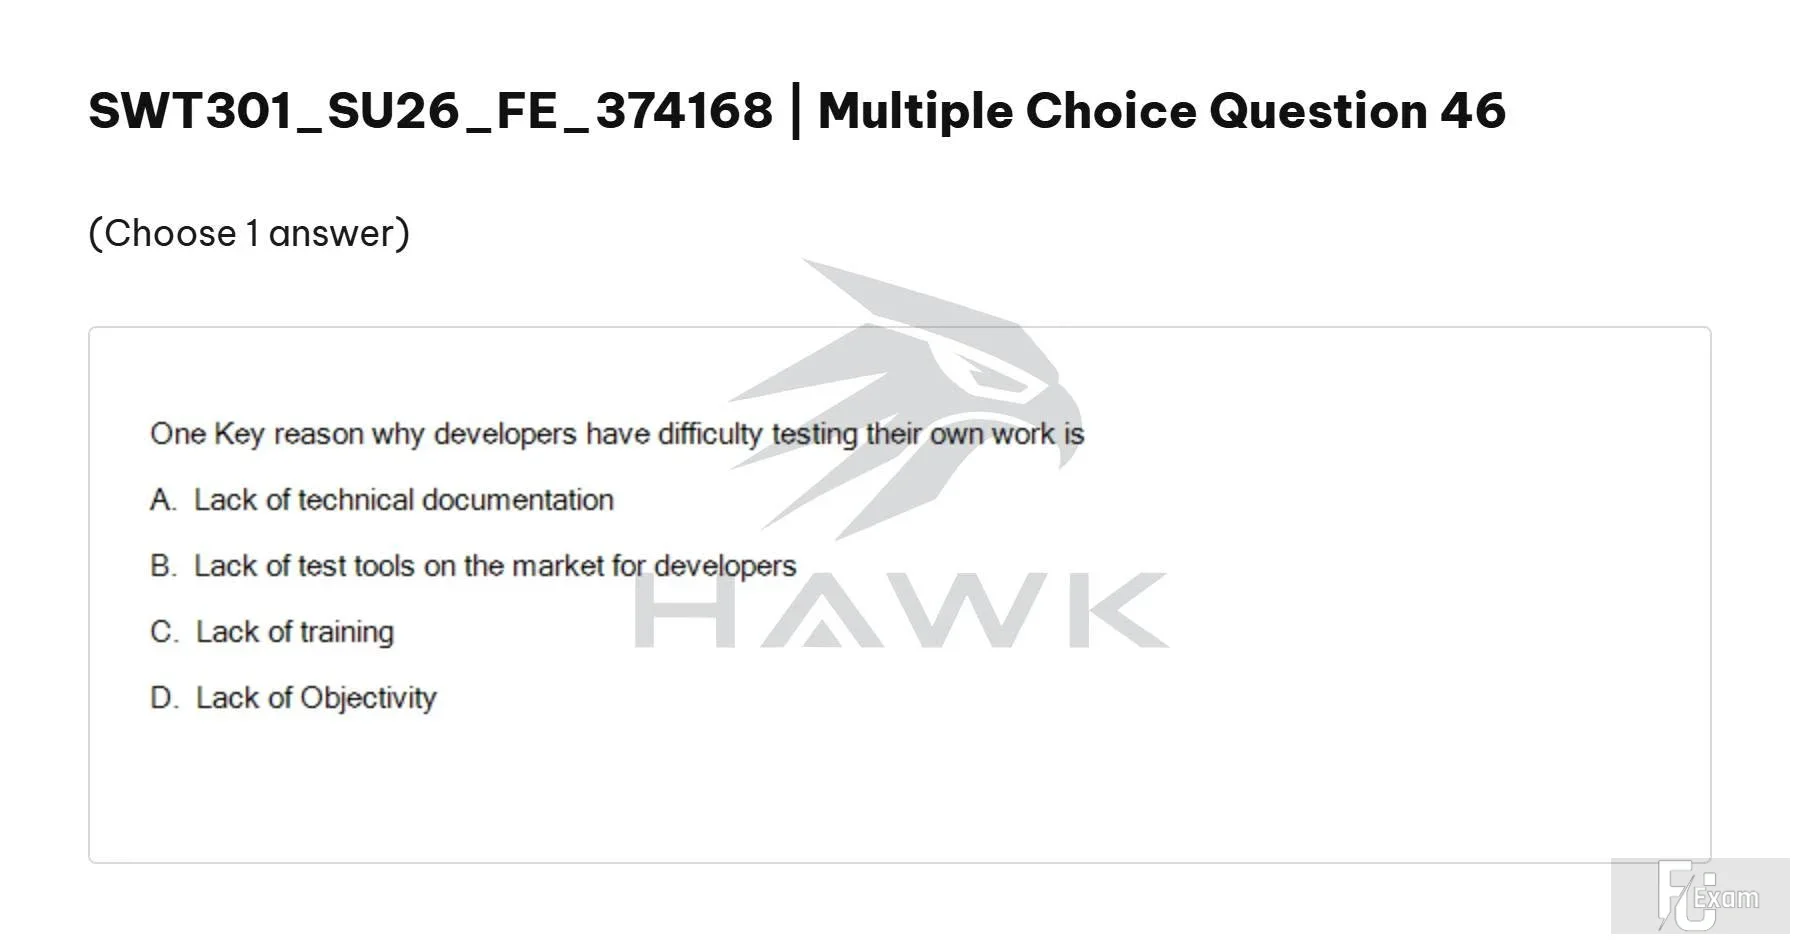 SWT301_SU26_FE_374168 | Multiple Choice Question 46
(Choose 1 answer)
One Key reason why developers have difficulty testing their own work is
A. Lack of technical documentation
B. Lack of test tools on the market for developers
C. Lack of training
D. Lack of Objectivity
HAWK
FU Exam